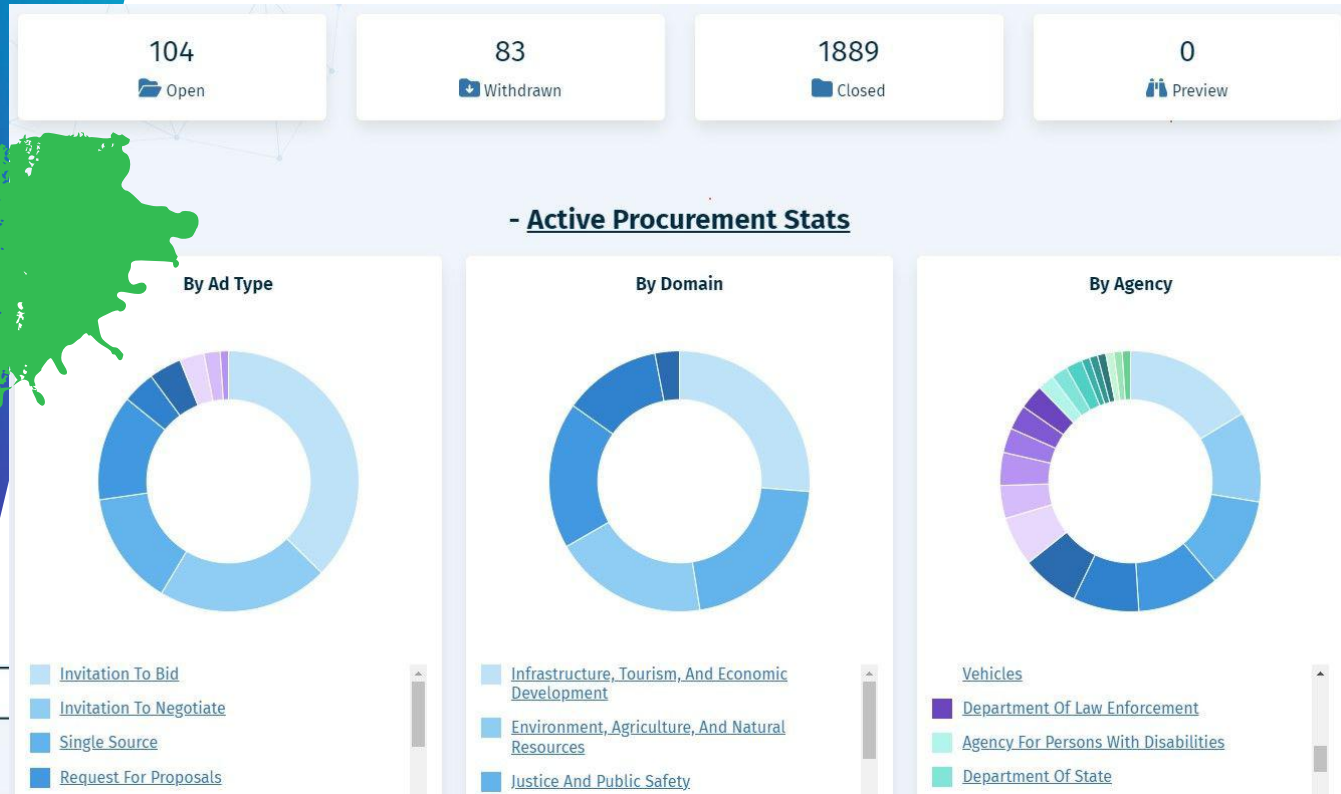 104
Open
83
Withdrawn
1889
Closed
0
Preview
- Active Procurement Stats
By Ad Type
By Domain
By Agency
Invitation To Bid
Invitation To Negotiate
Single Source
Request For Proposals
Infrastructure, Tourism, And Economic
Development
Environment, Agriculture, And Natural
Resources
Justice And Public Safety
Vehicles
Department Of Law Enforcement
Agency For Persons With Disabilities
Department Of State